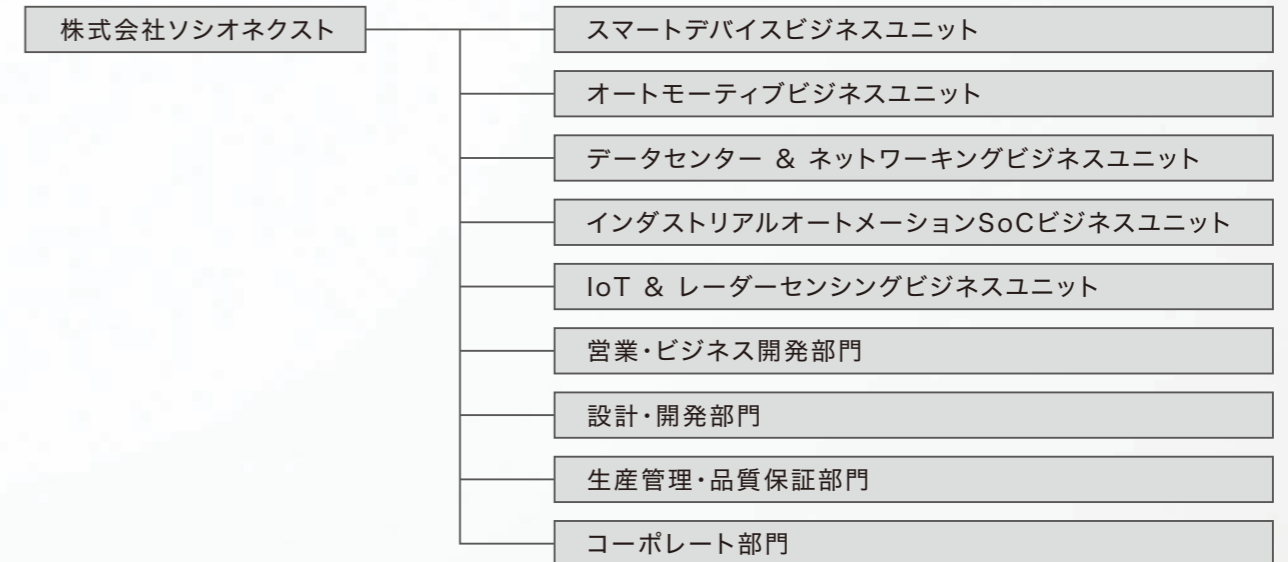 株式会社ソシオネクスト
スマートデバイスビジネスユニット
オートモーティブビジネスユニット
データセンター & ネットワーキングビジネスユニット
インダストリアルオートメーションSoCビジネスユニット
IoT & レーダーセンシングビジネスユニット
営業・ビジネス開発部門
設計・開発部門
生産管理・品質保証部門
コーポレート部門